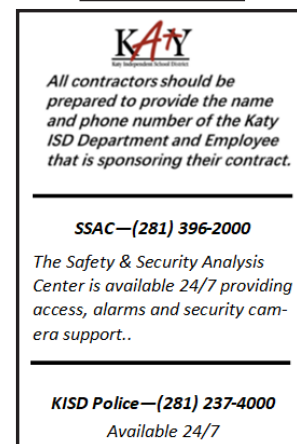 KATY
Katy Independent School District
All contractors should be
prepared to provide the name
and phone number of the Katy
ISD Department and Employee
that is sponsoring their contract.
SSAC—(281) 396-2000
The Safety & Security Analysis
Center is available 24/7 providing
access, alarms and security cam-
era support..
KISD Police—(281) 237-4000
Available 24/7